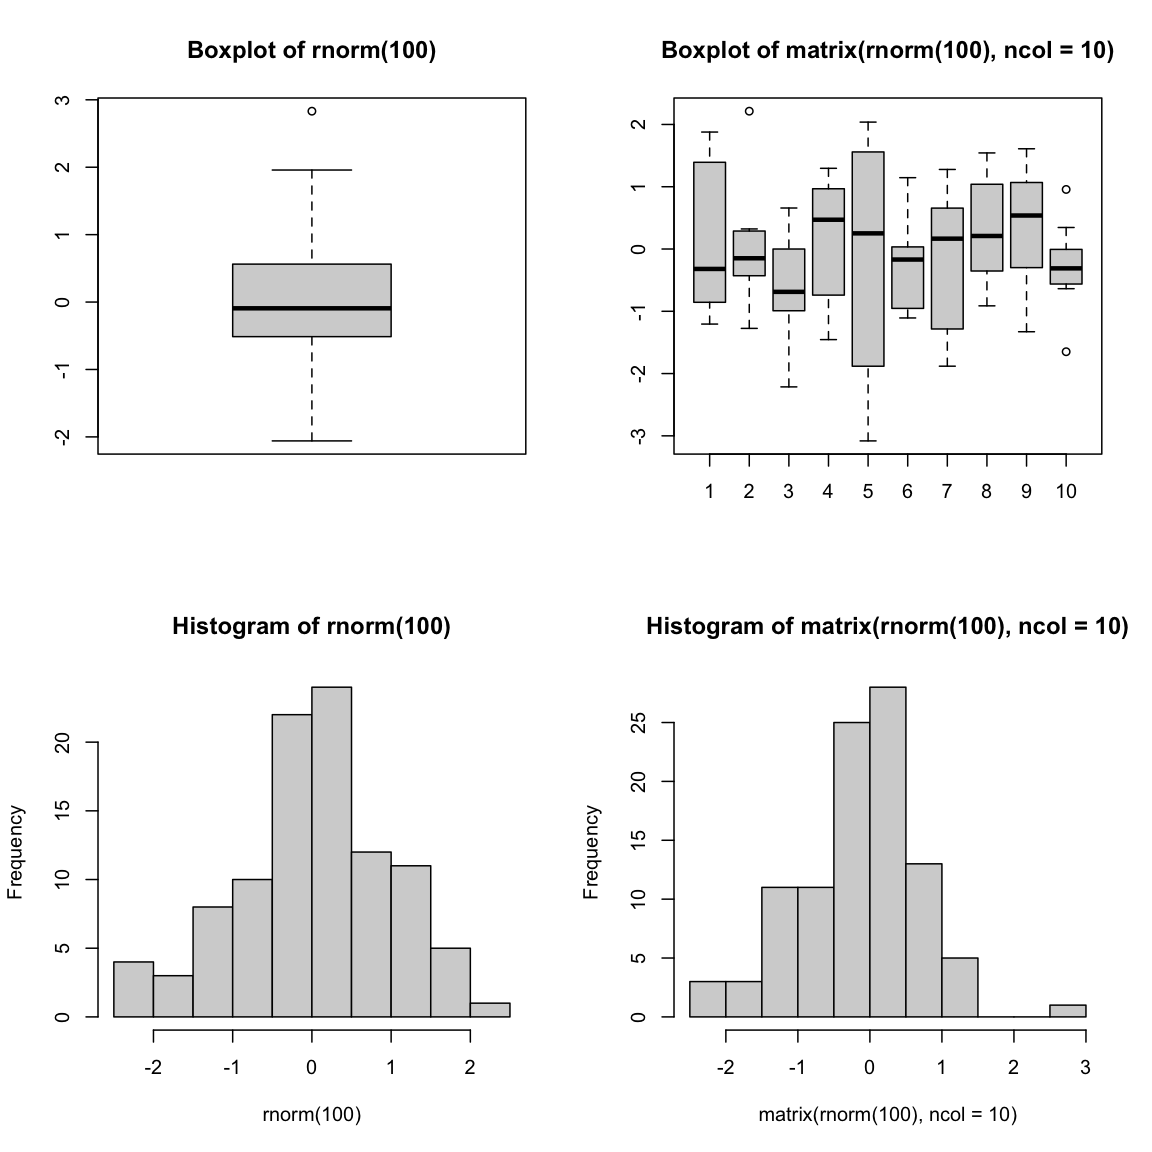 Boxplot of rnorm(100)
3
2
1
0
-1
-2
Boxplot of matrix(rnorm(100), ncol = 10)
2
1
0
-1
-2
-3
1 2 3 4 5 6 7 8 9 10
Histogram of rnorm(100)
Frequency
20
15
10
5
0
-2 -1 0 1 2
rnorm(100)
Histogram of matrix(rnorm(100), ncol = 10)
Frequency
25
20
15
10
5
0
-2 -1 0 1 2 3
matrix(rnorm(100), ncol = 10)